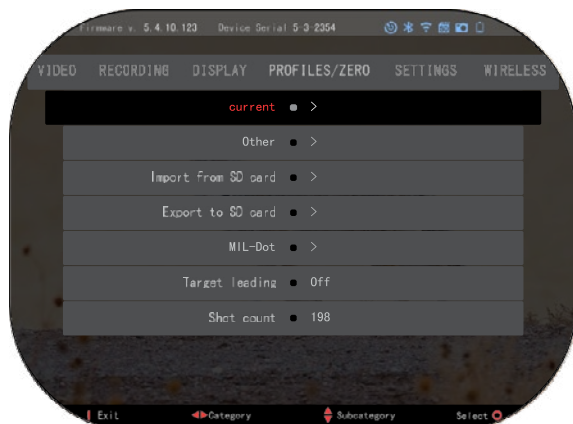 Firmware v. 5.4.10.123 Device Serial 5-3-2354
VIDEO RECORDING DISPLAY PROFILES/ZERO SETTINGS WIRELESS
current >
Other >
Import from SD card >
Export to SD card >
MIL-Dot >
Target leading Off
Shot count 198
Exit Category Subcategory Select